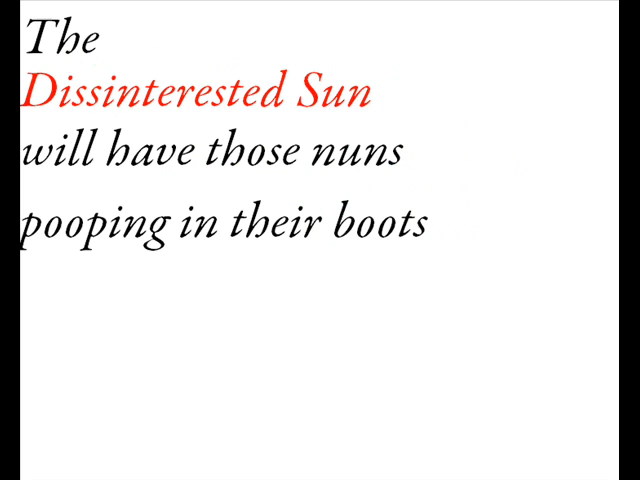 The
Dissinterested Sun
will have those nuns
pooping in their boots